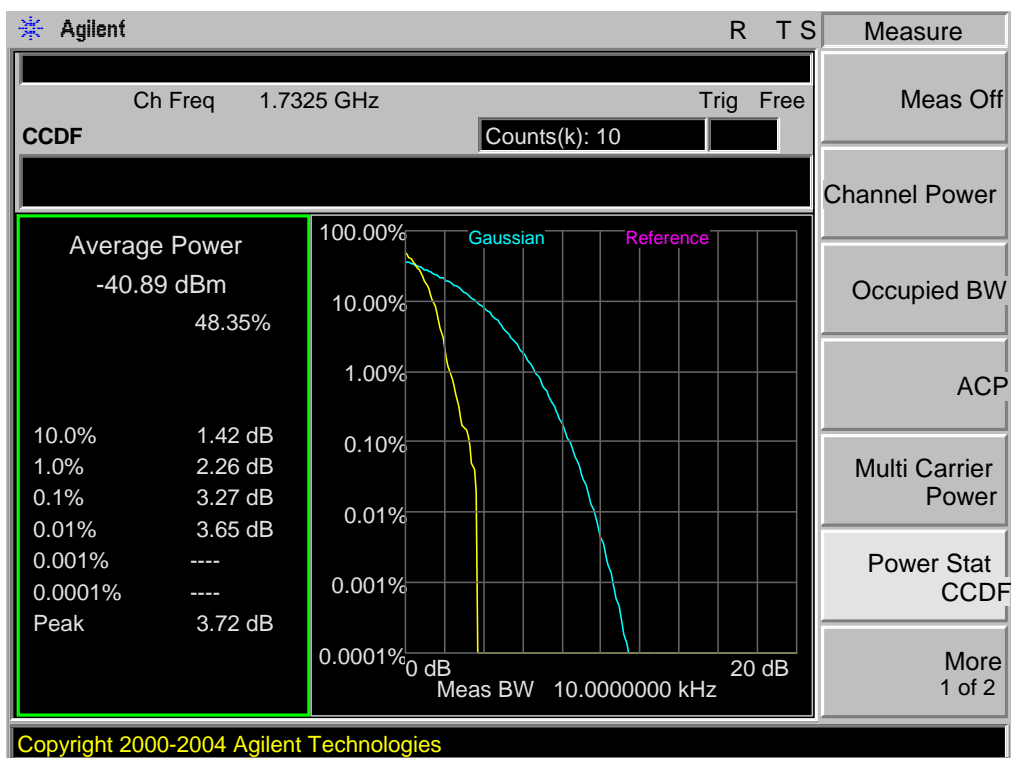 Agilent R T S Measure
Ch Freq 1.7325 GHz Trig Free
CCDF Counts(k): 10
Meas Off
Channel Power
Occupied BW
ACP
Multi Carrier
Power
Power Stat
CCDF
More
1 of 2
Average Power
-40.89 dBm
48.35%
10.0% 1.42 dB
1.0% 2.26 dB
0.1% 3.27 dB
0.01% 3.65 dB
0.001% ----
0.0001% ----
Peak 3.72 dB
Gaussian Reference
100.00%
10.00%
1.00%
0.10%
0.01%
0.001%
0.0001%
0 dB 20 dB
Meas BW 10.0000000 kHz
Copyright 2000-2004 Agilent Technologies